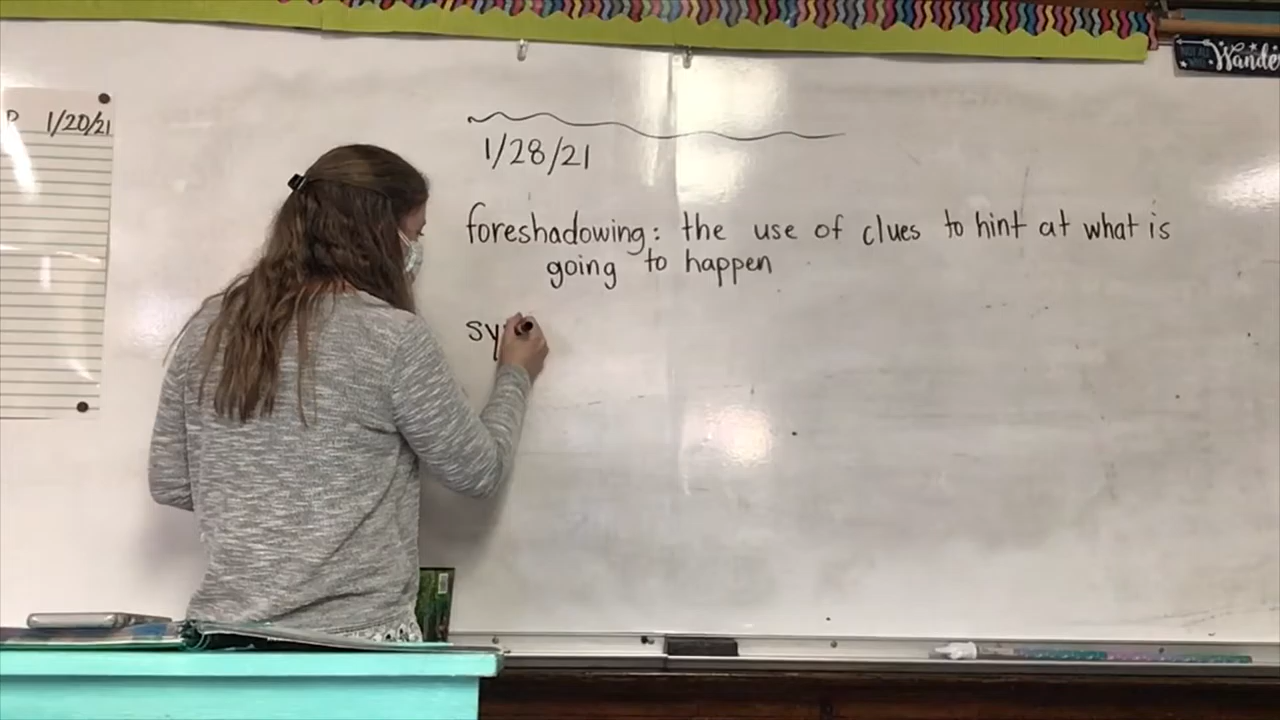 1/20/21
1/28/21
foreshadowing: the use of clues to hint at what is
going to happen
sy
Wande